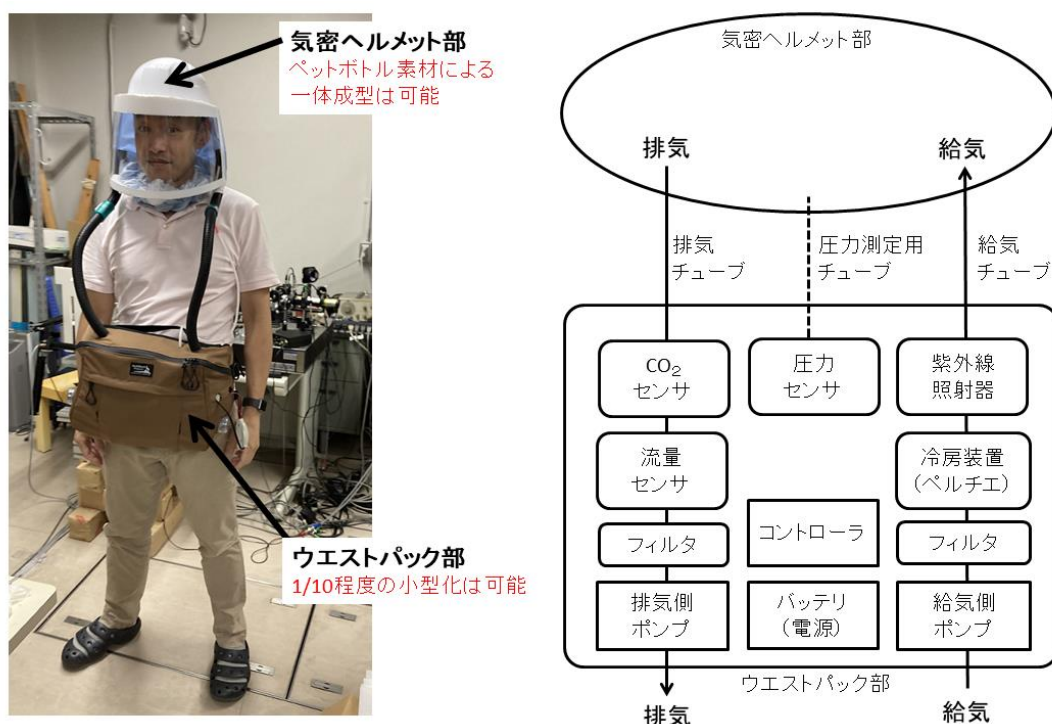 気密ヘルメット部
ペットボトル素材による
一体成型は可能
ウエストパック部
1/10程度の小型化は可能
気密ヘルメット部
排気
給気
排気
チューブ
圧力測定用
チューブ
給気
チューブ
CO₂
センサ
圧力
センサ
紫外線
照射器
流量
センサ
冷房装置
(ペルチエ)
フィルタ
コントローラ
フィルタ
排気側
ポンプ
バッテリ
(電源)
給気側
ポンプ
ウエストパック部
排気
給気